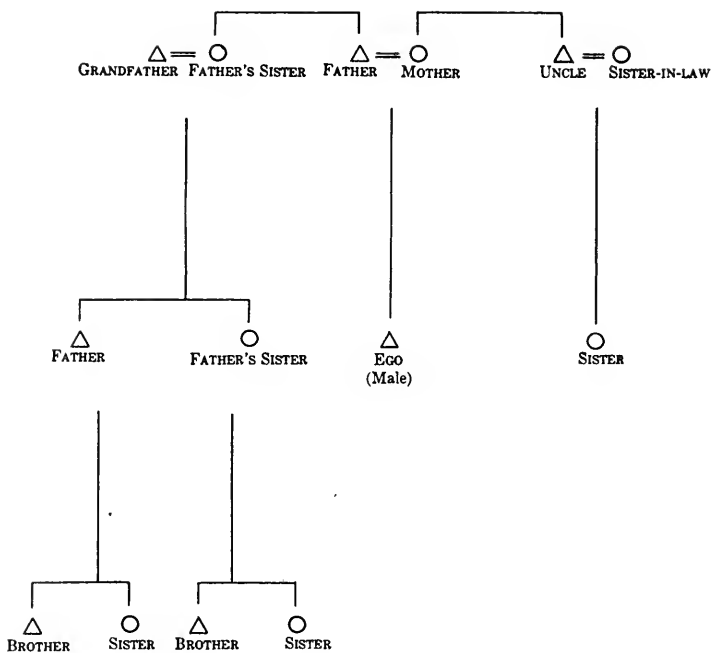 GRANDFATHER FATHER'S SISTER FATHER MOTHER UNCLE SISTER-IN-LAW
FATHER FATHER'S SISTER EGO SISTER
(Male)
BROTHER SISTER BROTHER SISTER